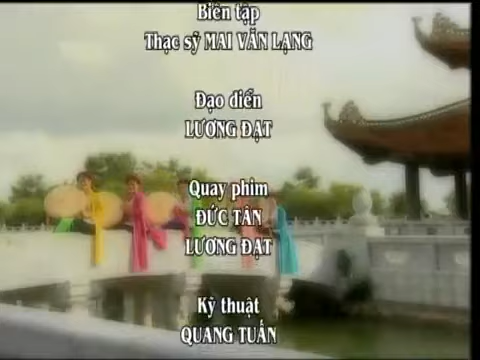 Biên tập
Thạc sỹ MAI VĂN LẠNG
Đạo diển
LƯƠNG ĐẠT
Quay phim
ĐỨC TÂN
LƯƠNG ĐẠT
Kỹ thuật
QUANG TUẤN